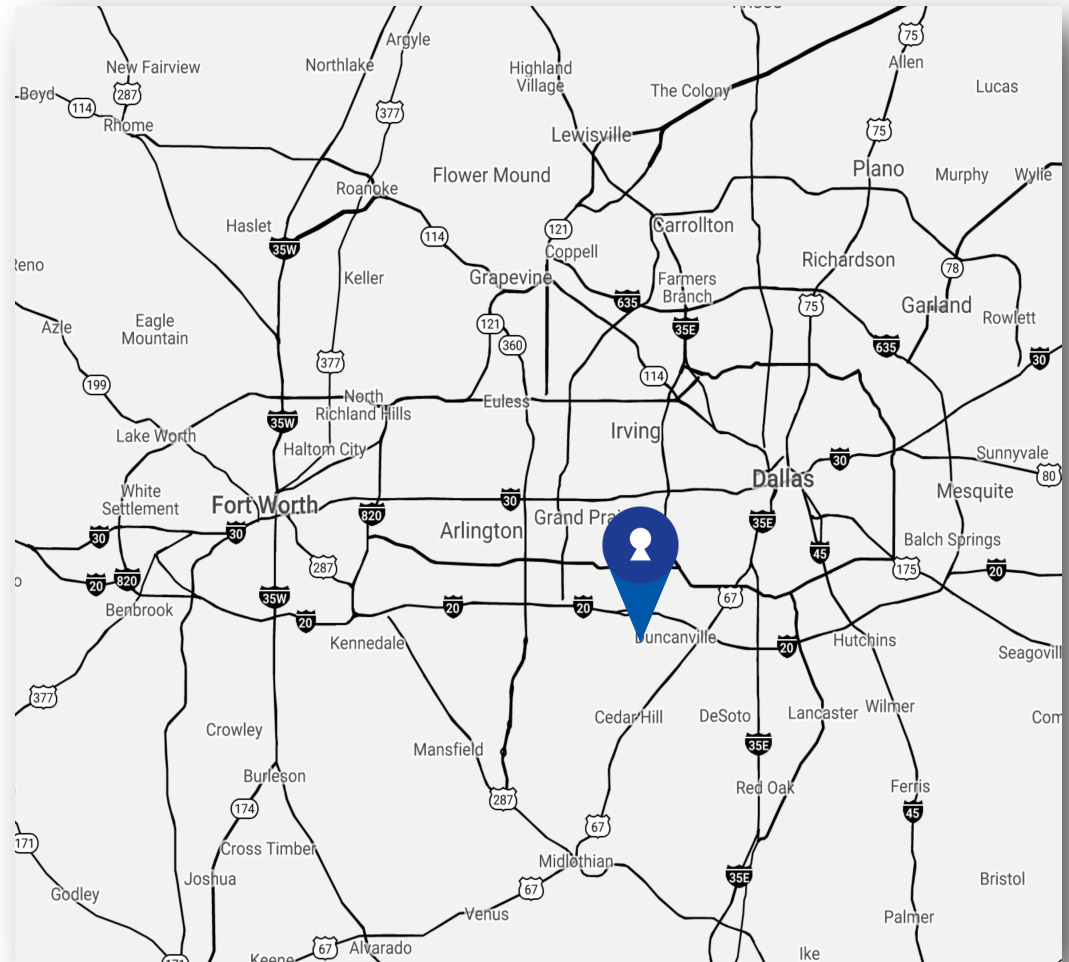 75
Argyle
New Fairview
Northlake
Highland
Village
Allen
Boyd
287
The Colony
Lucas
114
377
Rhome
Lewisville
75
Plano
Flower Mound
Murphy
Wylie
Roanoke
Haslet
121
Carrollton
35W
114
Coppell
Richardson
78
Keller
Grapevine
Farmers
Branch
635
75
Garland
Azle
Eagle
Mountain
121
35E
Rowlett
360
635
30
377
199
114
North
Richland Hills
Euless
35W
Lake Worth
Haltom City
Irving
30
Sunnyvale
80
White
Settlement
Fort Worth
30
Dallas
Mesquite
820
Arlington
Grand Prai
35E
30
30
45
Balch Springs
287
175
20
20
820
Benbrook
35W
20
20
67
20
Kennedale
Duncanville
20
Hutchins
Seagovill
377
Crowley
Cedar Hill
DeSoto
Lancaster
Wilmer
Mansfield
35E
Burleson
287
Red Oak
Ferris
174
67
45
171
Cross Timber
Midlothian
Joshua
67
35E
Bristol
Godley
Venus
Palmer
67
Alvarado
Ike
Keene
171